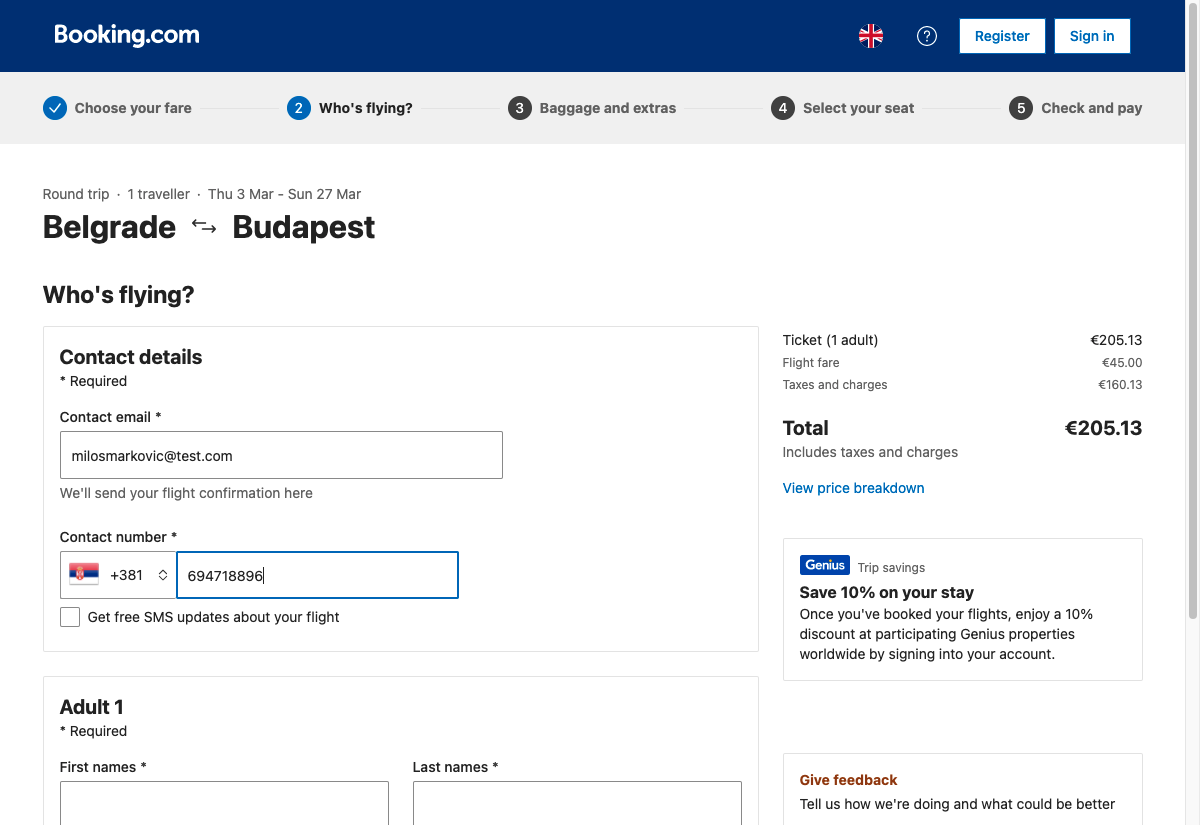 Booking.com
Register
Sign in
Choose your fare
2 Who's flying?
3 Baggage and extras
4 Select your seat
5 Check and pay
Round trip · 1 traveller · Thu 3 Mar - Sun 27 Mar
Belgrade Budapest
Who's flying?
Contact details
* Required
Contact email *
milosmarkovic@test.com
We'll send your flight confirmation here
Contact number *
+381 694718896
Get free SMS updates about your flight
Adult 1
* Required
First names * Last names *
Ticket (1 adult) €205.13
Flight fare €45.00
Taxes and charges €160.13
Total €205.13
Includes taxes and charges
View price breakdown
Genius Trip savings
Save 10% on your stay
Once you've booked your flights, enjoy a 10%
discount at participating Genius properties
worldwide by signing into your account.
Give feedback
Tell us how we're doing and what could be better